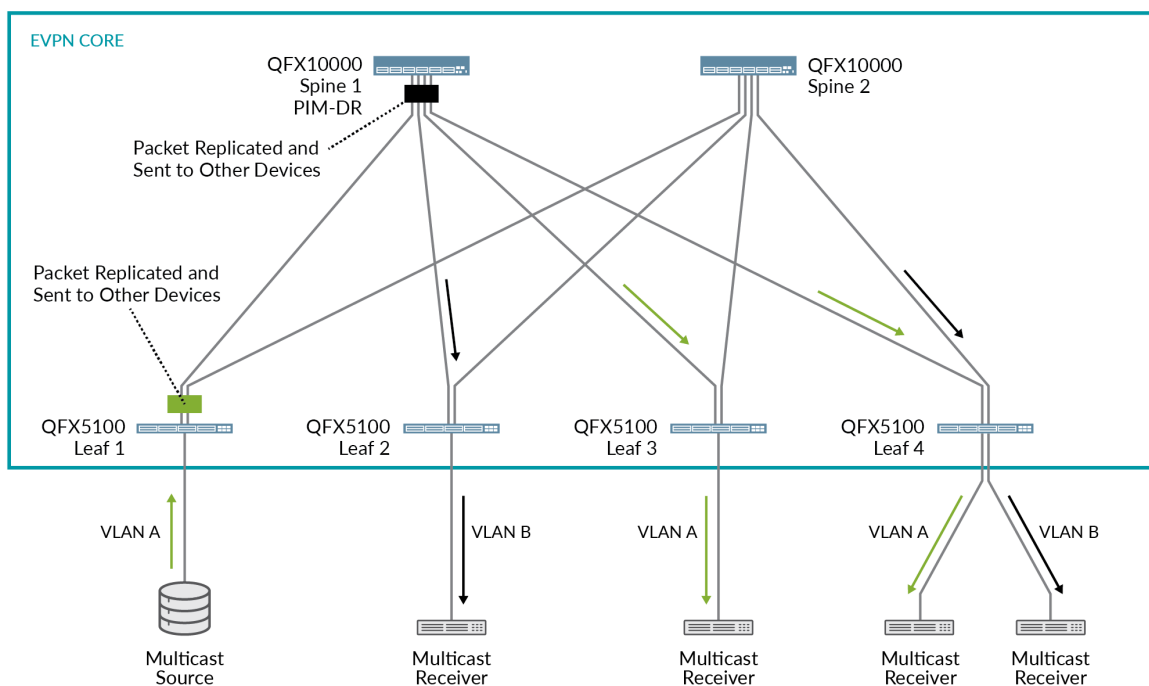 EVPN CORE
QFX10000
Spine 1
PIM-DR
QFX10000
Spine 2
Packet Replicated and
Sent to Other Devices
Packet Replicated and
Sent to Other Devices
QFX5100
Leaf 1
QFX5100
Leaf 2
QFX5100
Leaf 3
QFX5100
Leaf 4
VLAN A
VLAN B
VLAN A
VLAN A
VLAN B
Multicast
Source
Multicast
Receiver
Multicast
Receiver
Multicast
Receiver
Multicast
Receiver